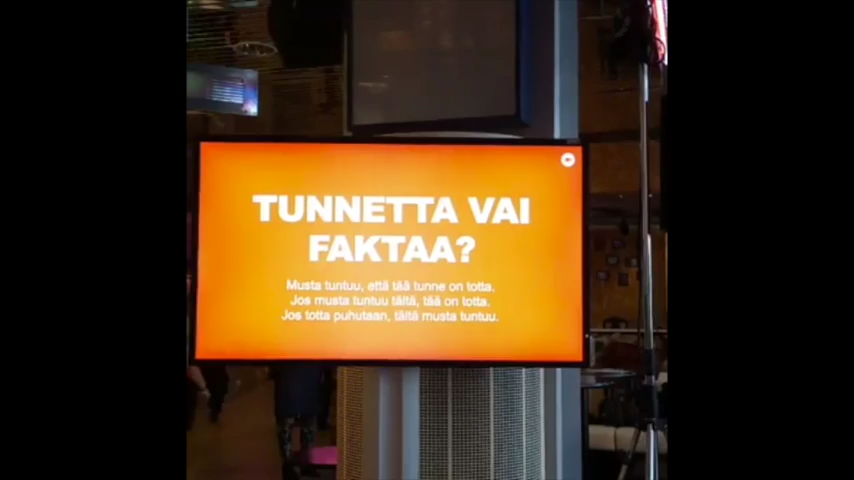 TUNNETTA VAI
FAKTAA?
Musta tuntuu, että tää tunne on totta.
Jos musta tuntuu tältä, tää on totta.
Jos totta puhutaan, tältä musta tuntuu.